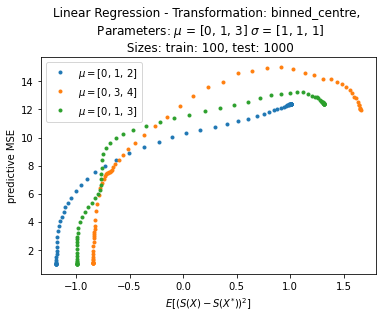 Linear Regression - Transformation: binned_centre,
Parameters: μ = [0, 1, 3] σ = [1, 1, 1]
Sizes: train: 100, test: 1000
μ = [0, 1, 2]
μ = [0, 3, 4]
μ = [0, 1, 3]
predictive MSE
14
12
10
8
6
4
2
−1.0 −0.5 0.0 0.5 1.0 1.5
E[(S(X) − S(X*))²]